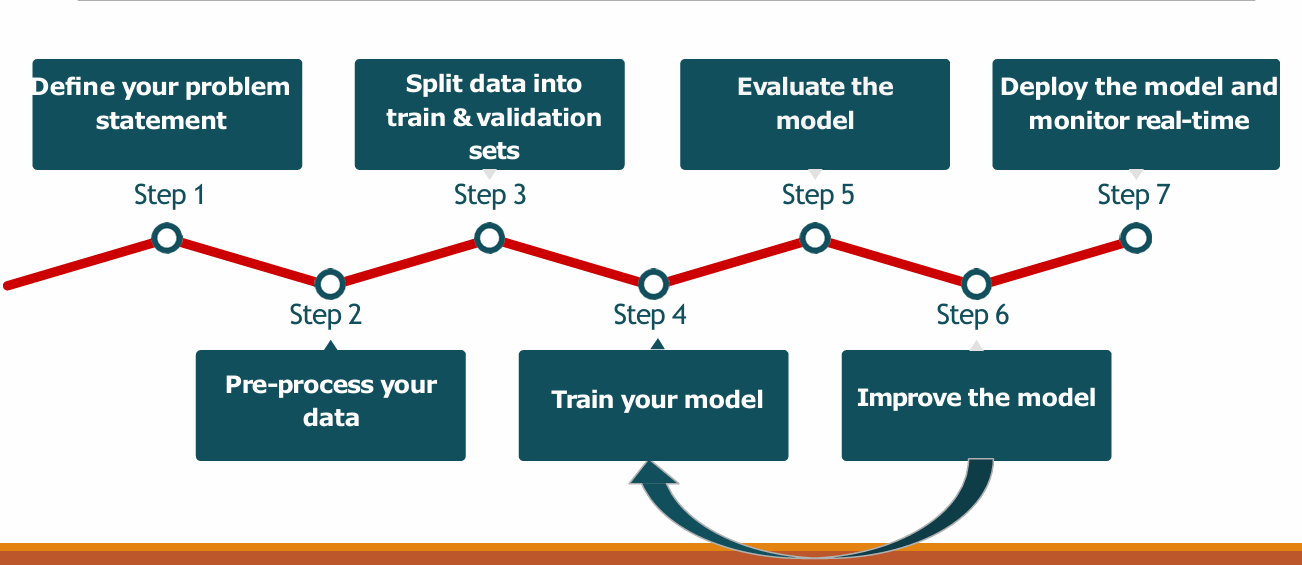 Define your problem
statement
Step 1
Step 2
Pre-process your
data
Split data into
train & validation
sets
Step 3
Step 4
Train your model
Evaluate the
model
Step 5
Step 6
Improve the model
Deploy the model and
monitor real-time
Step 7